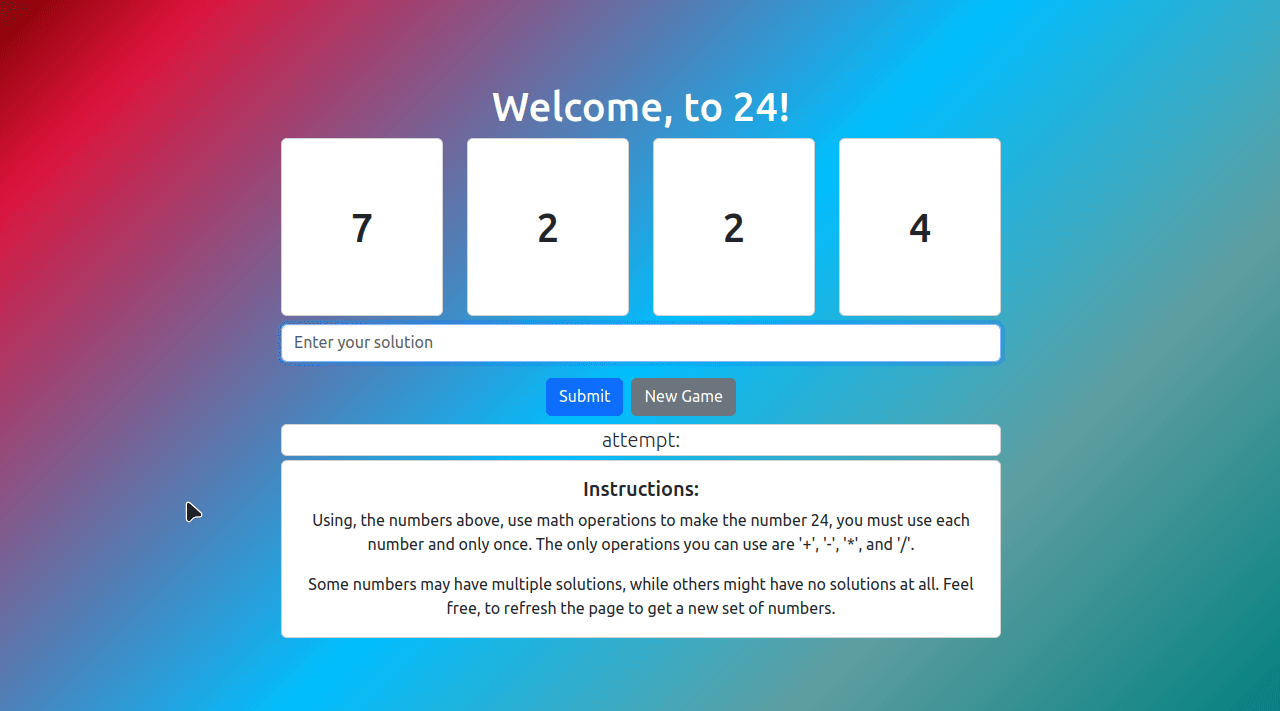 Welcome, to 24!
7 2 2 4
Enter your solution
Submit New Game
attempt:
Instructions:
Using, the numbers above, use math operations to make the number 24, you must use each
number and only once. The only operations you can use are '+', '-', '*', and '/'.
Some numbers may have multiple solutions, while others might have no solutions at all. Feel
free, to refresh the page to get a new set of numbers.